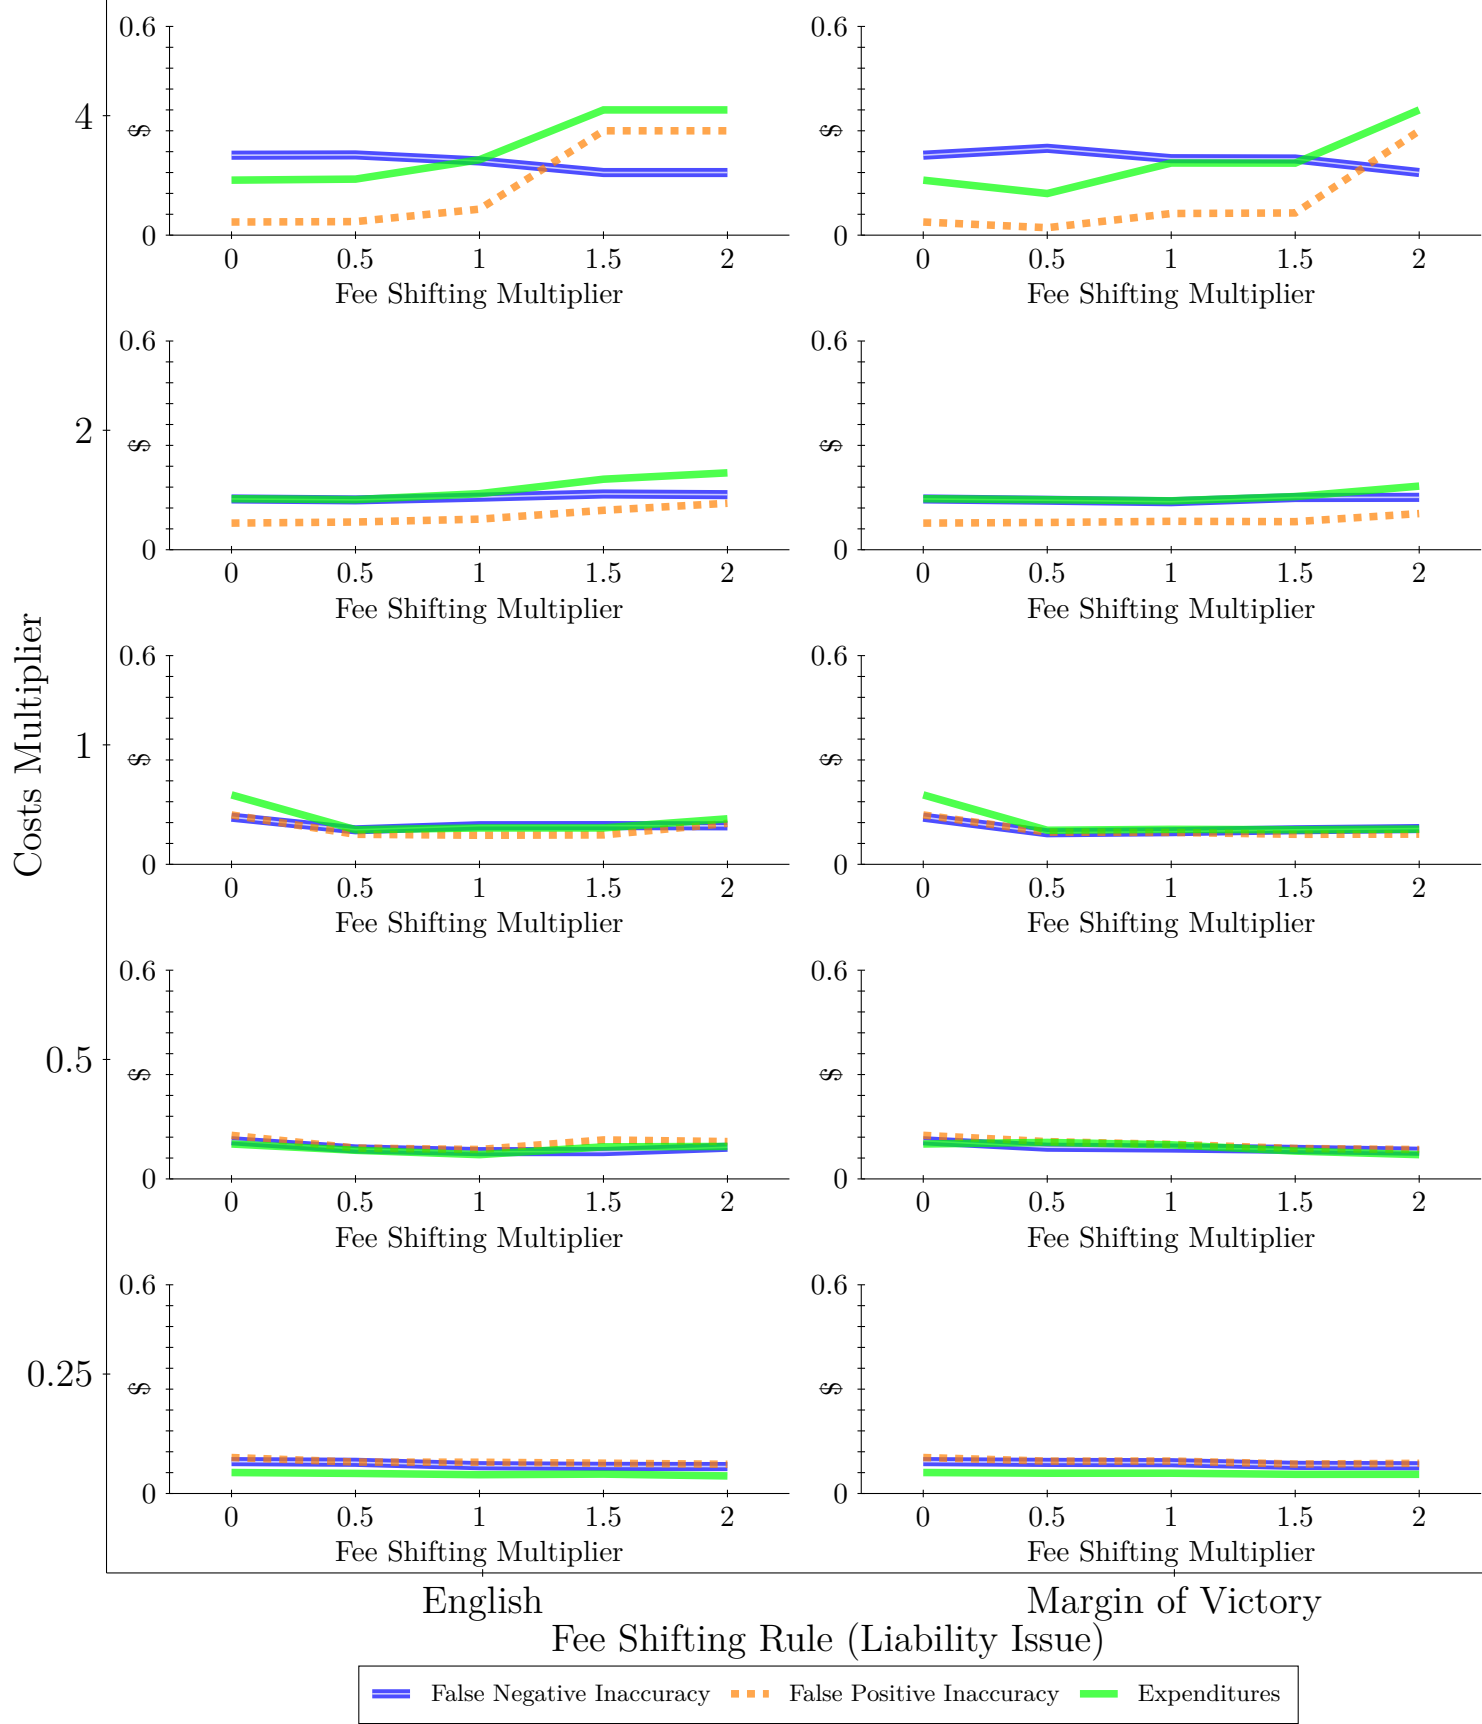 Costs Multiplier
4
0.6
$
0
0 0.5 1 1.5 2
Fee Shifting Multiplier
0.6
$
0
0 0.5 1 1.5 2
Fee Shifting Multiplier
2
0.6
$
0
0 0.5 1 1.5 2
Fee Shifting Multiplier
0.6
$
0
0 0.5 1 1.5 2
Fee Shifting Multiplier
1
0.6
$
0
0 0.5 1 1.5 2
Fee Shifting Multiplier
0.6
$
0
0 0.5 1 1.5 2
Fee Shifting Multiplier
0.5
0.6
$
0
0 0.5 1 1.5 2
Fee Shifting Multiplier
0.6
$
0
0 0.5 1 1.5 2
Fee Shifting Multiplier
0.25
0.6
$
0
0 0.5 1 1.5 2
Fee Shifting Multiplier
0.6
$
0
0 0.5 1 1.5 2
Fee Shifting Multiplier
English
Margin of Victory
Fee Shifting Rule (Liability Issue)
False Negative Inaccuracy False Positive Inaccuracy Expenditures